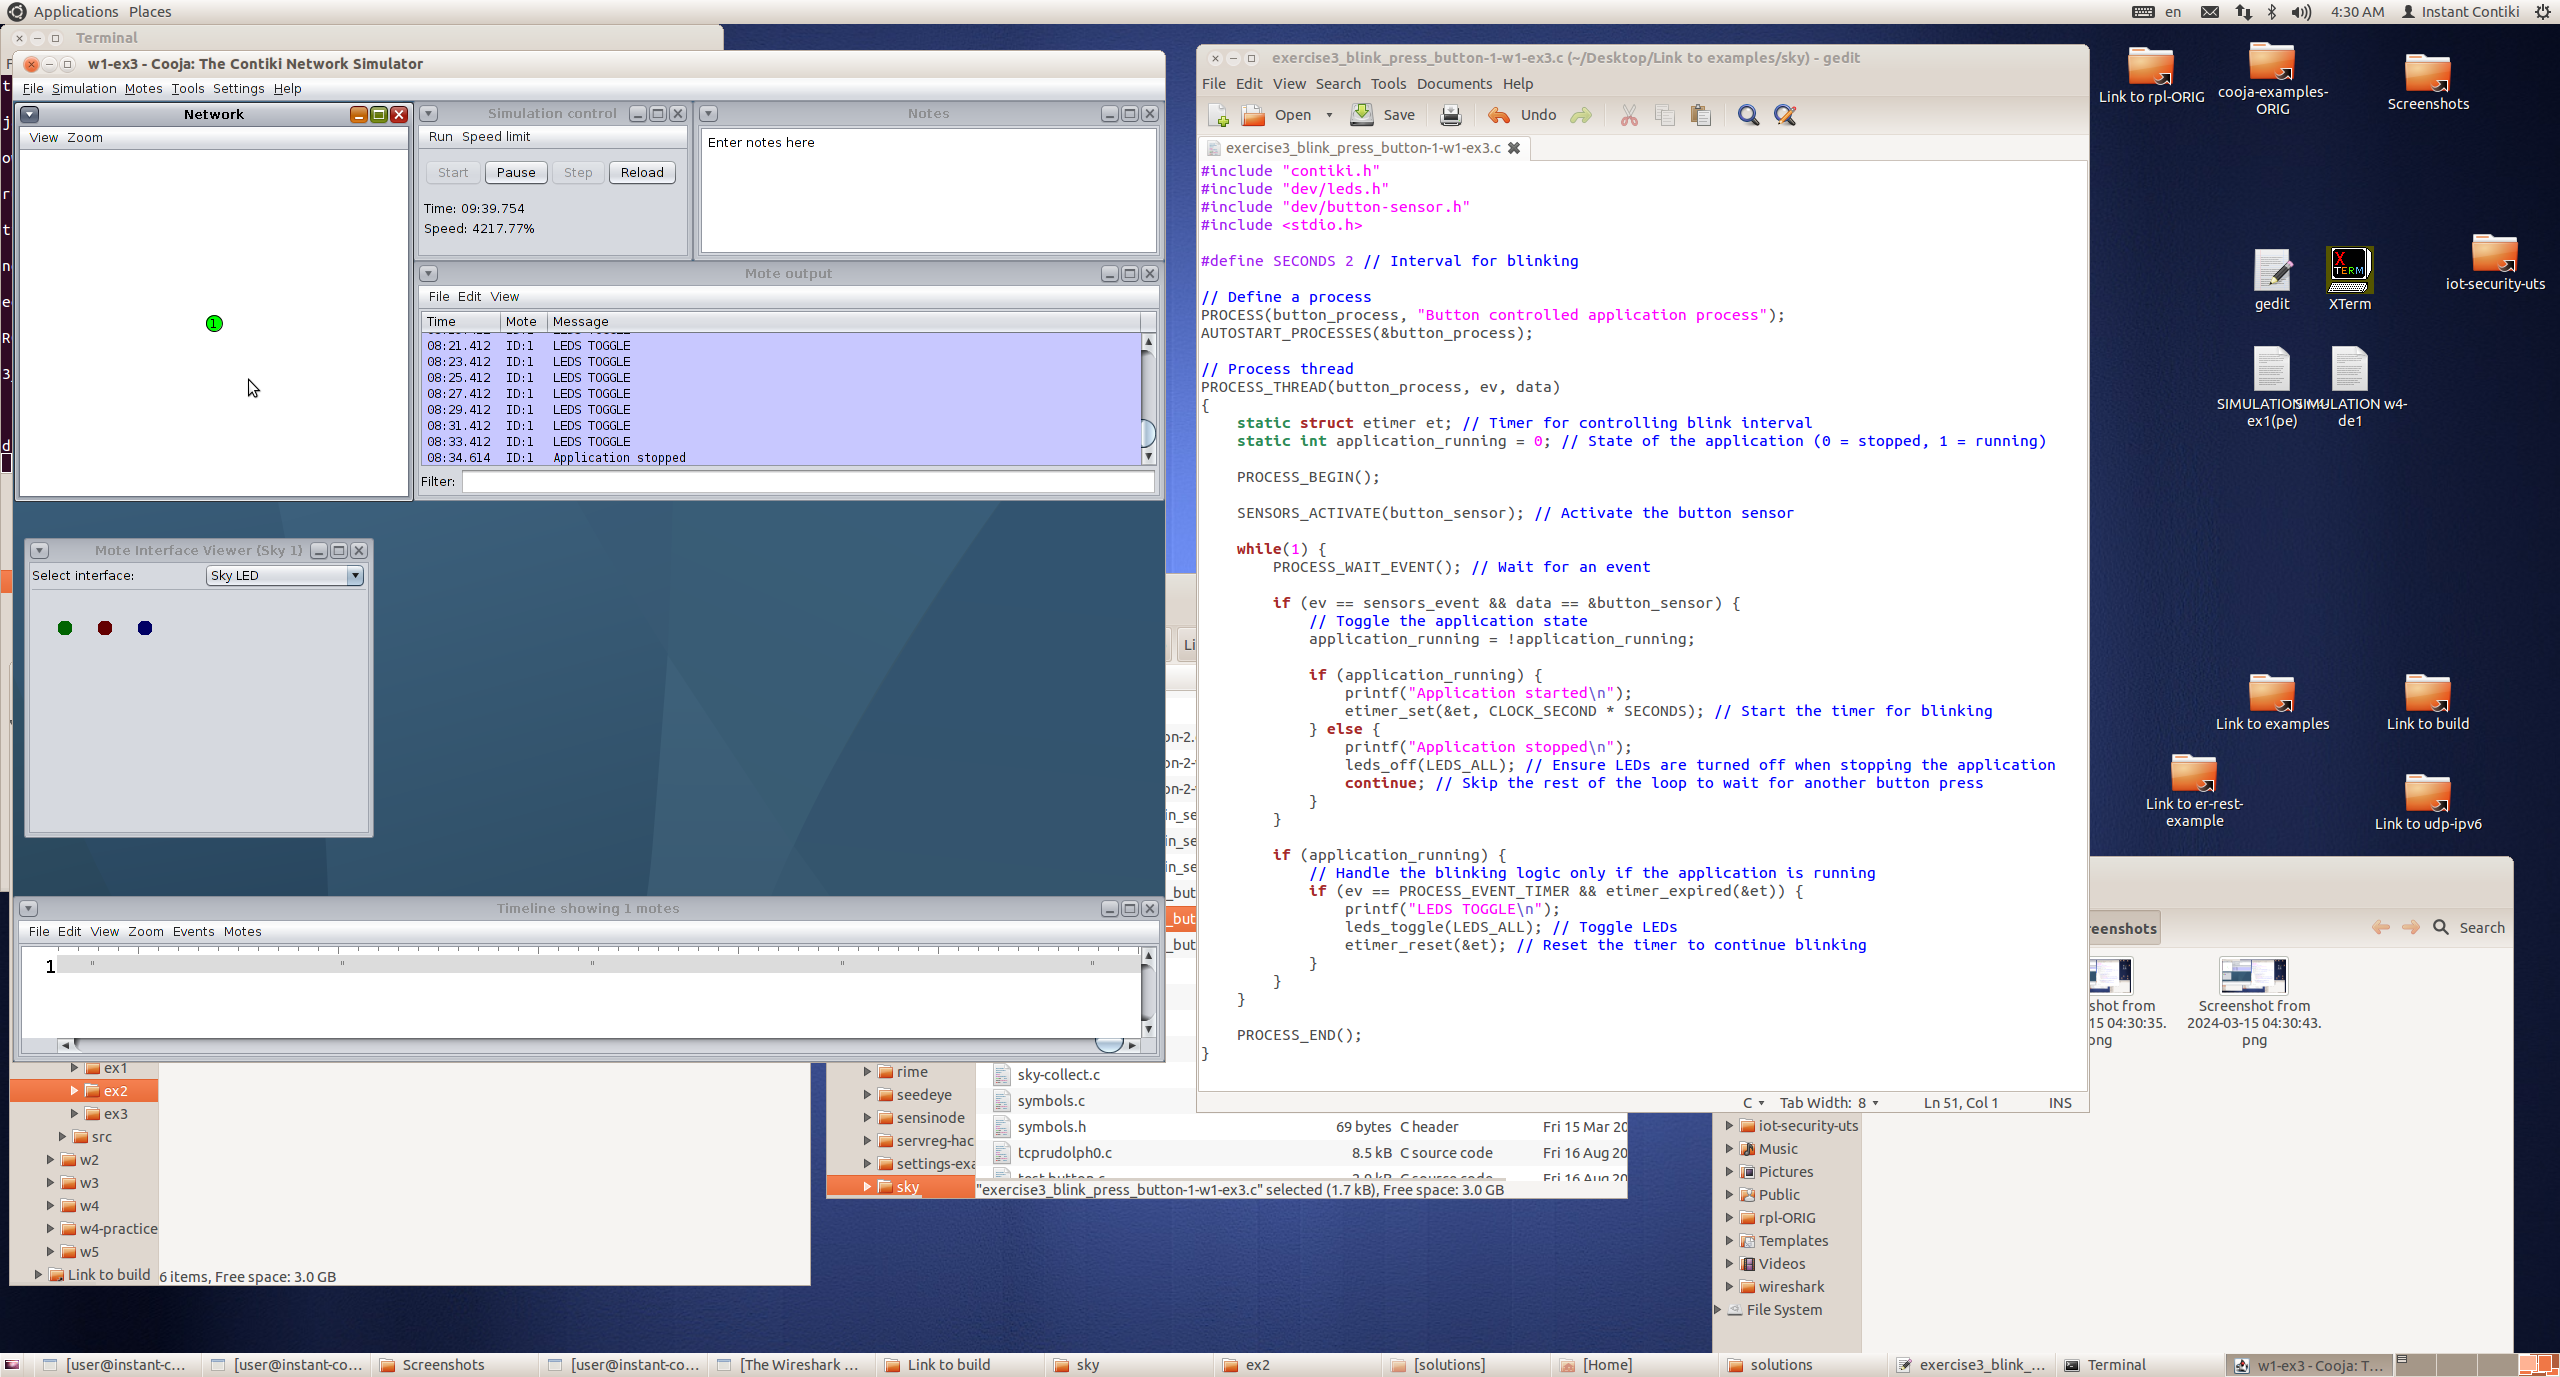 Applications Places
en 4:30 AM Instant Contiki
Terminal
w1-ex3 - Cooja: The Contiki Network Simulator
File Simulation Motes Tools Settings Help
Network
View Zoom
1
Simulation control
Run Speed limit
Start Pause Step Reload
Time: 09:39.754
Speed: 4217.77%
Notes
Enter notes here
Mote output
File Edit View
Time Mote Message
08:21.412 ID:1 LEDS TOGGLE
08:23.412 ID:1 LEDS TOGGLE
08:25.412 ID:1 LEDS TOGGLE
08:27.412 ID:1 LEDS TOGGLE
08:29.412 ID:1 LEDS TOGGLE
08:31.412 ID:1 LEDS TOGGLE
08:33.412 ID:1 LEDS TOGGLE
08:34.614 ID:1 Application stopped
Filter:
Mote Interface Viewer (Sky 1)
Select interface: Sky LED
Timeline showing 1 motes
File Edit View Zoom Events Motes
1
exercise3_blink_press_button-1-w1-ex3.c (~/Desktop/Link to examples/sky) - gedit
File Edit View Search Tools Documents Help
Open Save Undo
exercise3_blink_press_button-1-w1-ex3.c
#include "contiki.h"
#include "dev/leds.h"
#include "dev/button-sensor.h"
#include <stdio.h>
#define SECONDS 2 // Interval for blinking
// Define a process
PROCESS(button_process, "Button controlled application process");
AUTOSTART_PROCESSES(&button_process);
// Process thread
PROCESS_THREAD(button_process, ev, data)
{
static struct etimer et; // Timer for controlling blink interval
static int application_running = 0; // State of the application (0 = stopped, 1 = running)
PROCESS_BEGIN();
SENSORS_ACTIVATE(button_sensor); // Activate the button sensor
while(1) {
PROCESS_WAIT_EVENT(); // Wait for an event
if (ev == sensors_event && data == &button_sensor) {
// Toggle the application state
application_running = !application_running;
if (application_running) {
printf("Application started\n");
etimer_set(&et, CLOCK_SECOND * SECONDS); // Start the timer for blinking
} else {
printf("Application stopped\n");
leds_off(LEDS_ALL); // Ensure LEDs are turned off when stopping the application
continue; // Skip the rest of the loop to wait for another button press
}
}
if (application_running) {
// Handle the blinking logic only if the application is running
if (ev == PROCESS_EVENT_TIMER && etimer_expired(&et)) {
printf("LEDS TOGGLE\n");
leds_toggle(LEDS_ALL); // Toggle LEDs
etimer_reset(&et); // Reset the timer to continue blinking
}
}
}
PROCESS_END();
}
C Tab Width: 8 Ln 51, Col 1 INS
Link to rpl-ORIG
cooja-examples-
ORIG
Screenshots
gedit
XTerm
iot-security-uts
SIMULATION
ex1(pe)
w4-
de1
Link to examples
Link to build
Link to er-rest-
example
Link to udp-ipv6
Search
15 04:30:35.
png
Screenshot from
2024-03-15 04:30:43.
png
ex1
ex2
ex3
src
w2
w3
w4
w4-practice
w5
Link to build
6 items, Free space: 3.0 GB
rime
seedeye
sensinode
servreg-hac
settings-exa
sky
sky-collect.c
symbols.c
symbols.h 69 bytes C header Fri 15 Mar 20
tcprudolph0.c 8.5 kB C source code Fri 16 Aug 20
"exercise3_blink_press_button-1-w1-ex3.c" selected (1.7 kB), Free space: 3.0 GB
iot-security-uts
Music
Pictures
Public
rpl-ORIG
Templates
Videos
wireshark
File System
[user@instant-c... [user@instant-co... Screenshots [user@instant-co... [The Wireshark ... Link to build sky ex2 [solutions] [Home] solutions exercise3_blink_... Terminal w1-ex3 - Cooja: T...